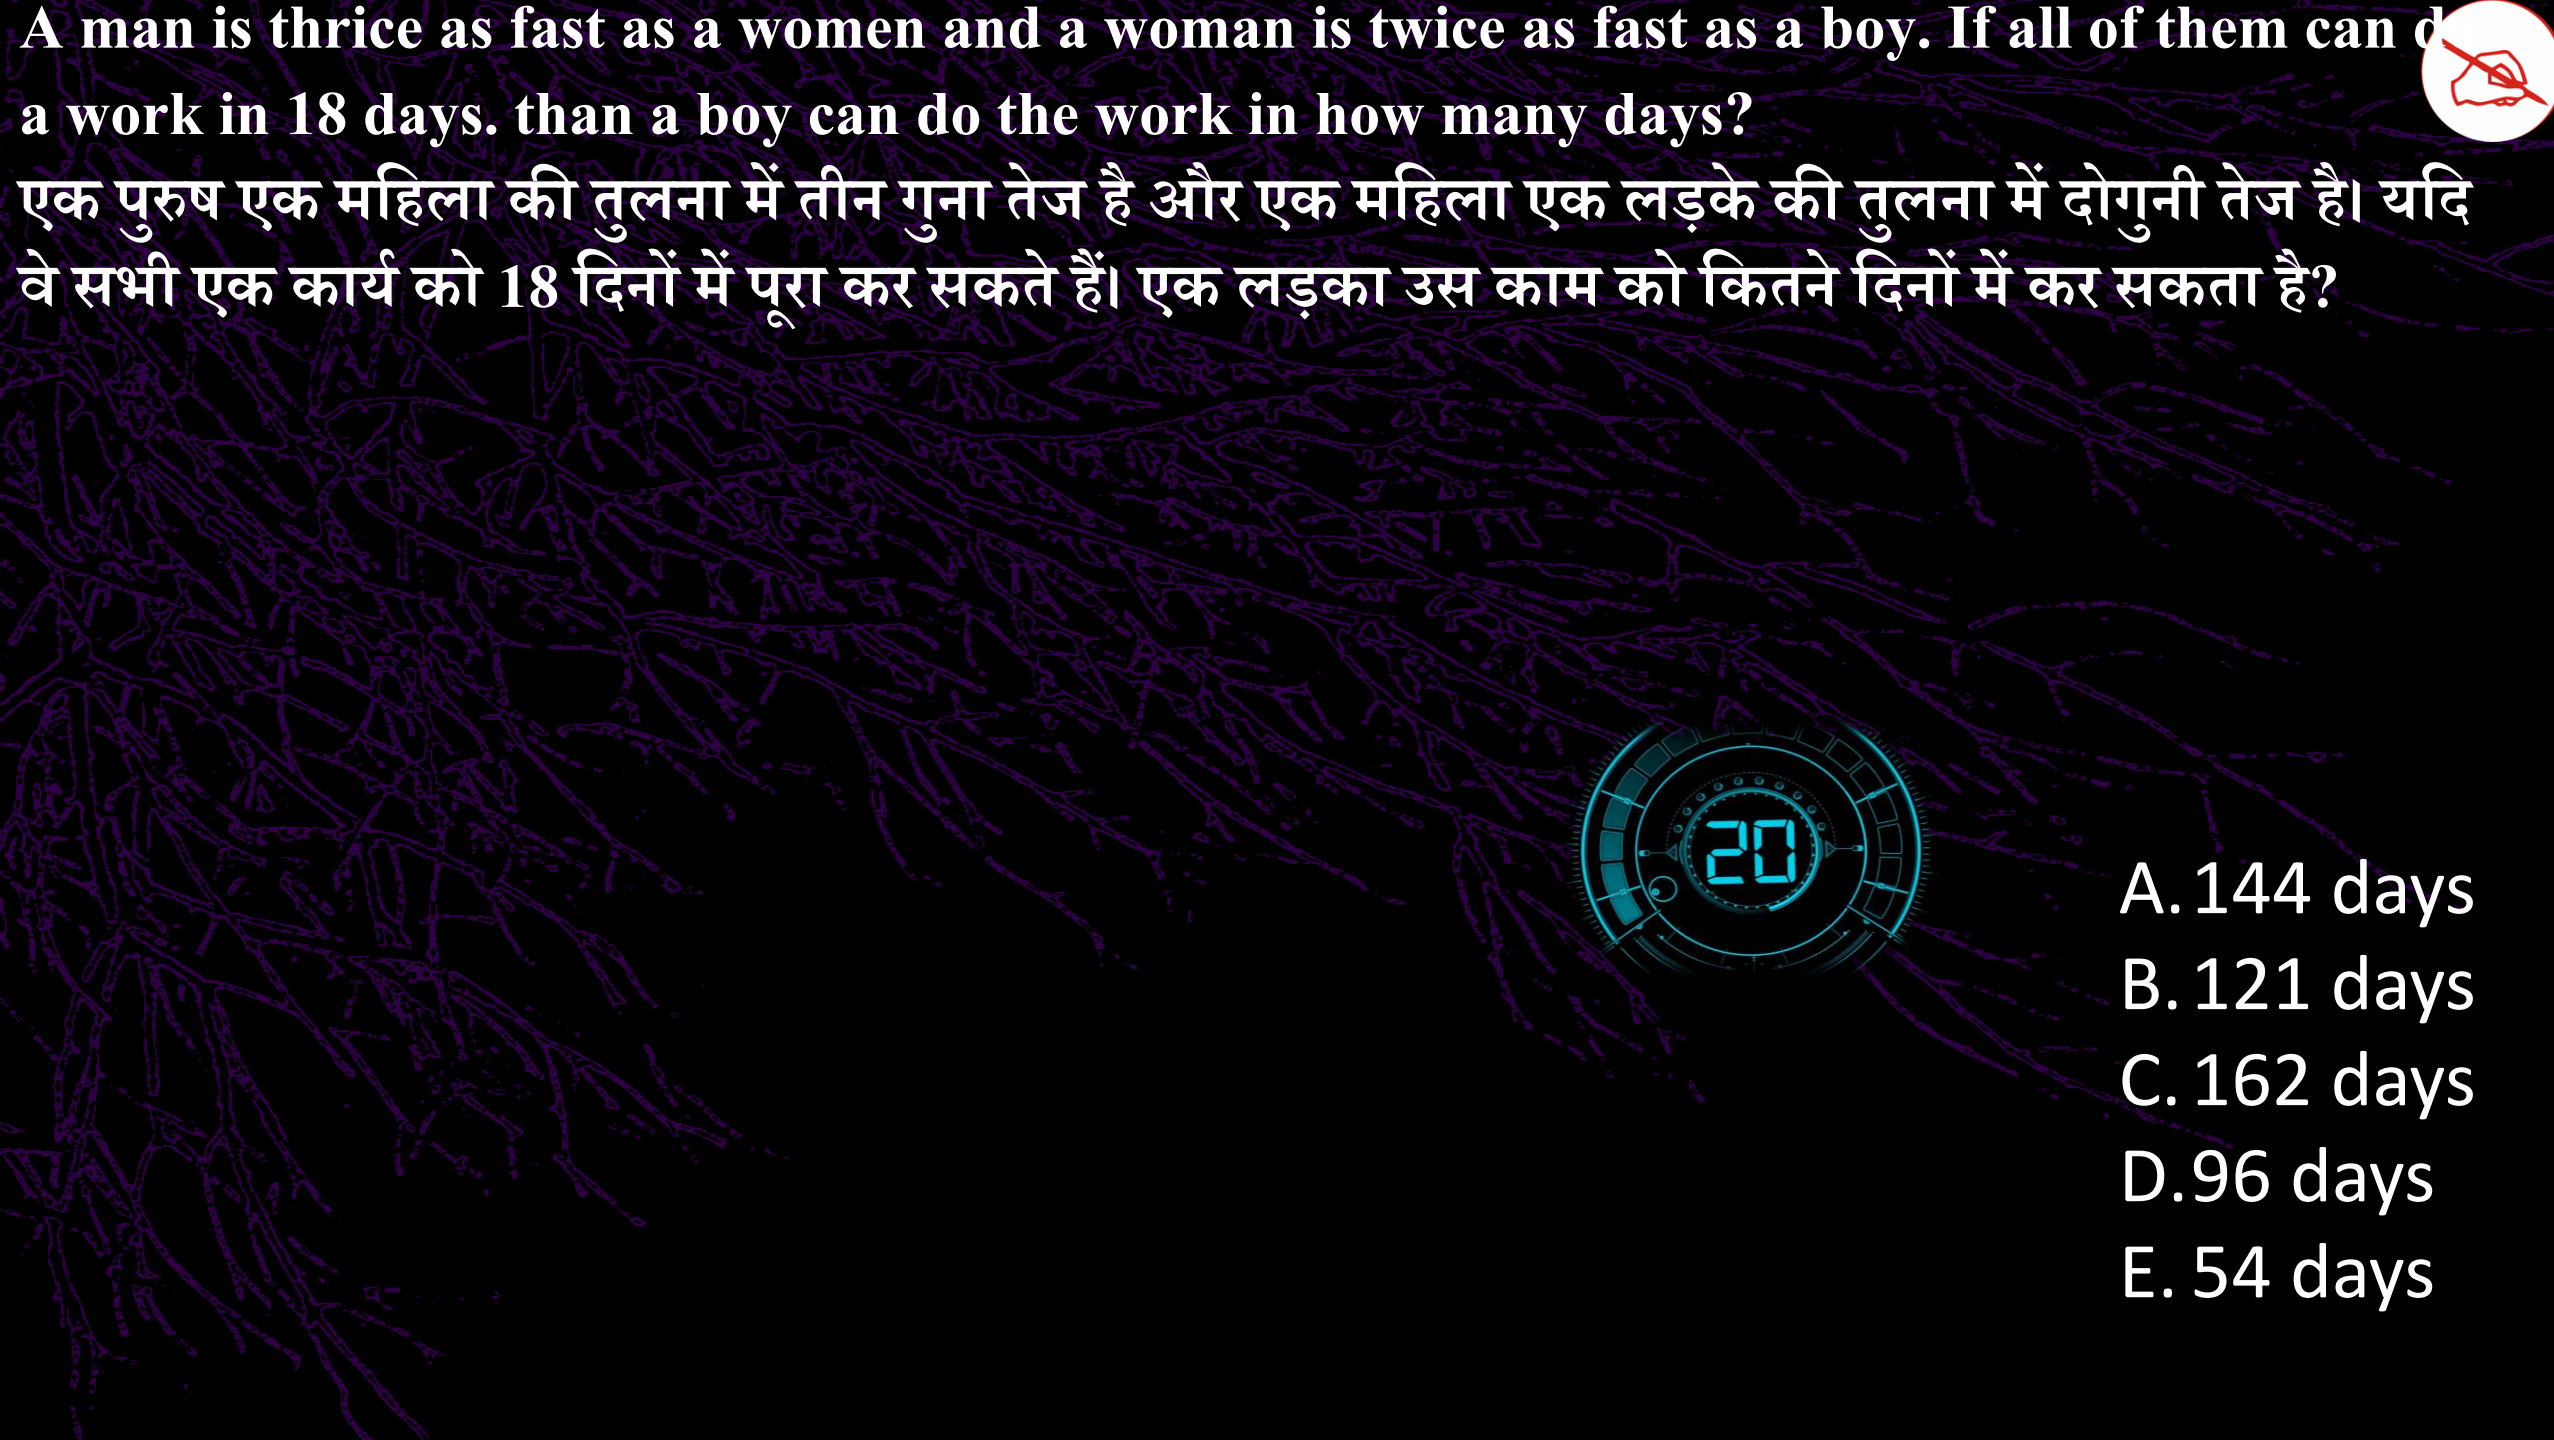 A man is thrice as fast as a women and a woman is twice as fast as a boy. If all of them can
a work in 18 days. than a boy can do the work in how many days?
एक पुरुष एक महिला की तुलना में तीन गुना तेज है और एक महिला एक लड़के की तुलना में दोगुनी तेज है। यदि
वे सभी एक कार्य को 18 दिनों में पूरा कर सकते हैं। एक लड़का उस काम को कितने दिनों में कर सकता है?
20
A. 144 days
B. 121 days
C. 162 days
D. 96 days
E. 54 days